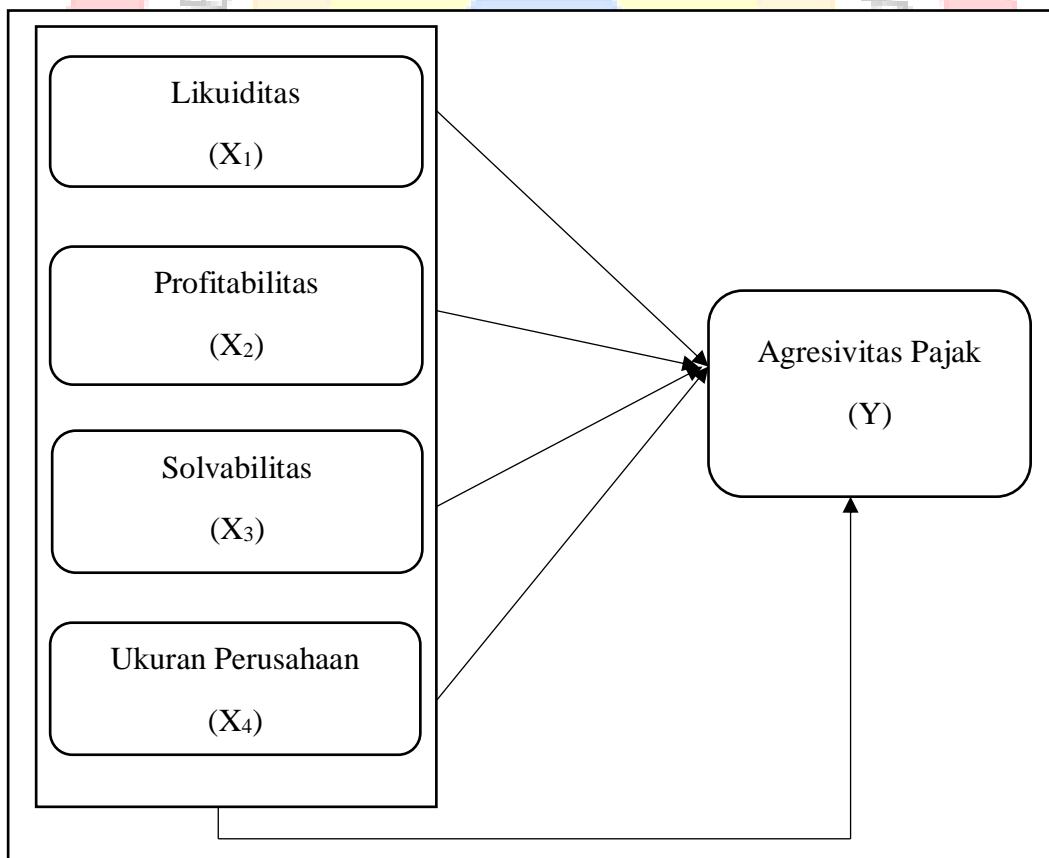 Likuiditas
(X₁)
Profitabilitas
(X₂)
Solvabilitas
(X₃)
Ukuran Perusahaan
(X₄)
Agresivitas Pajak
(Y)